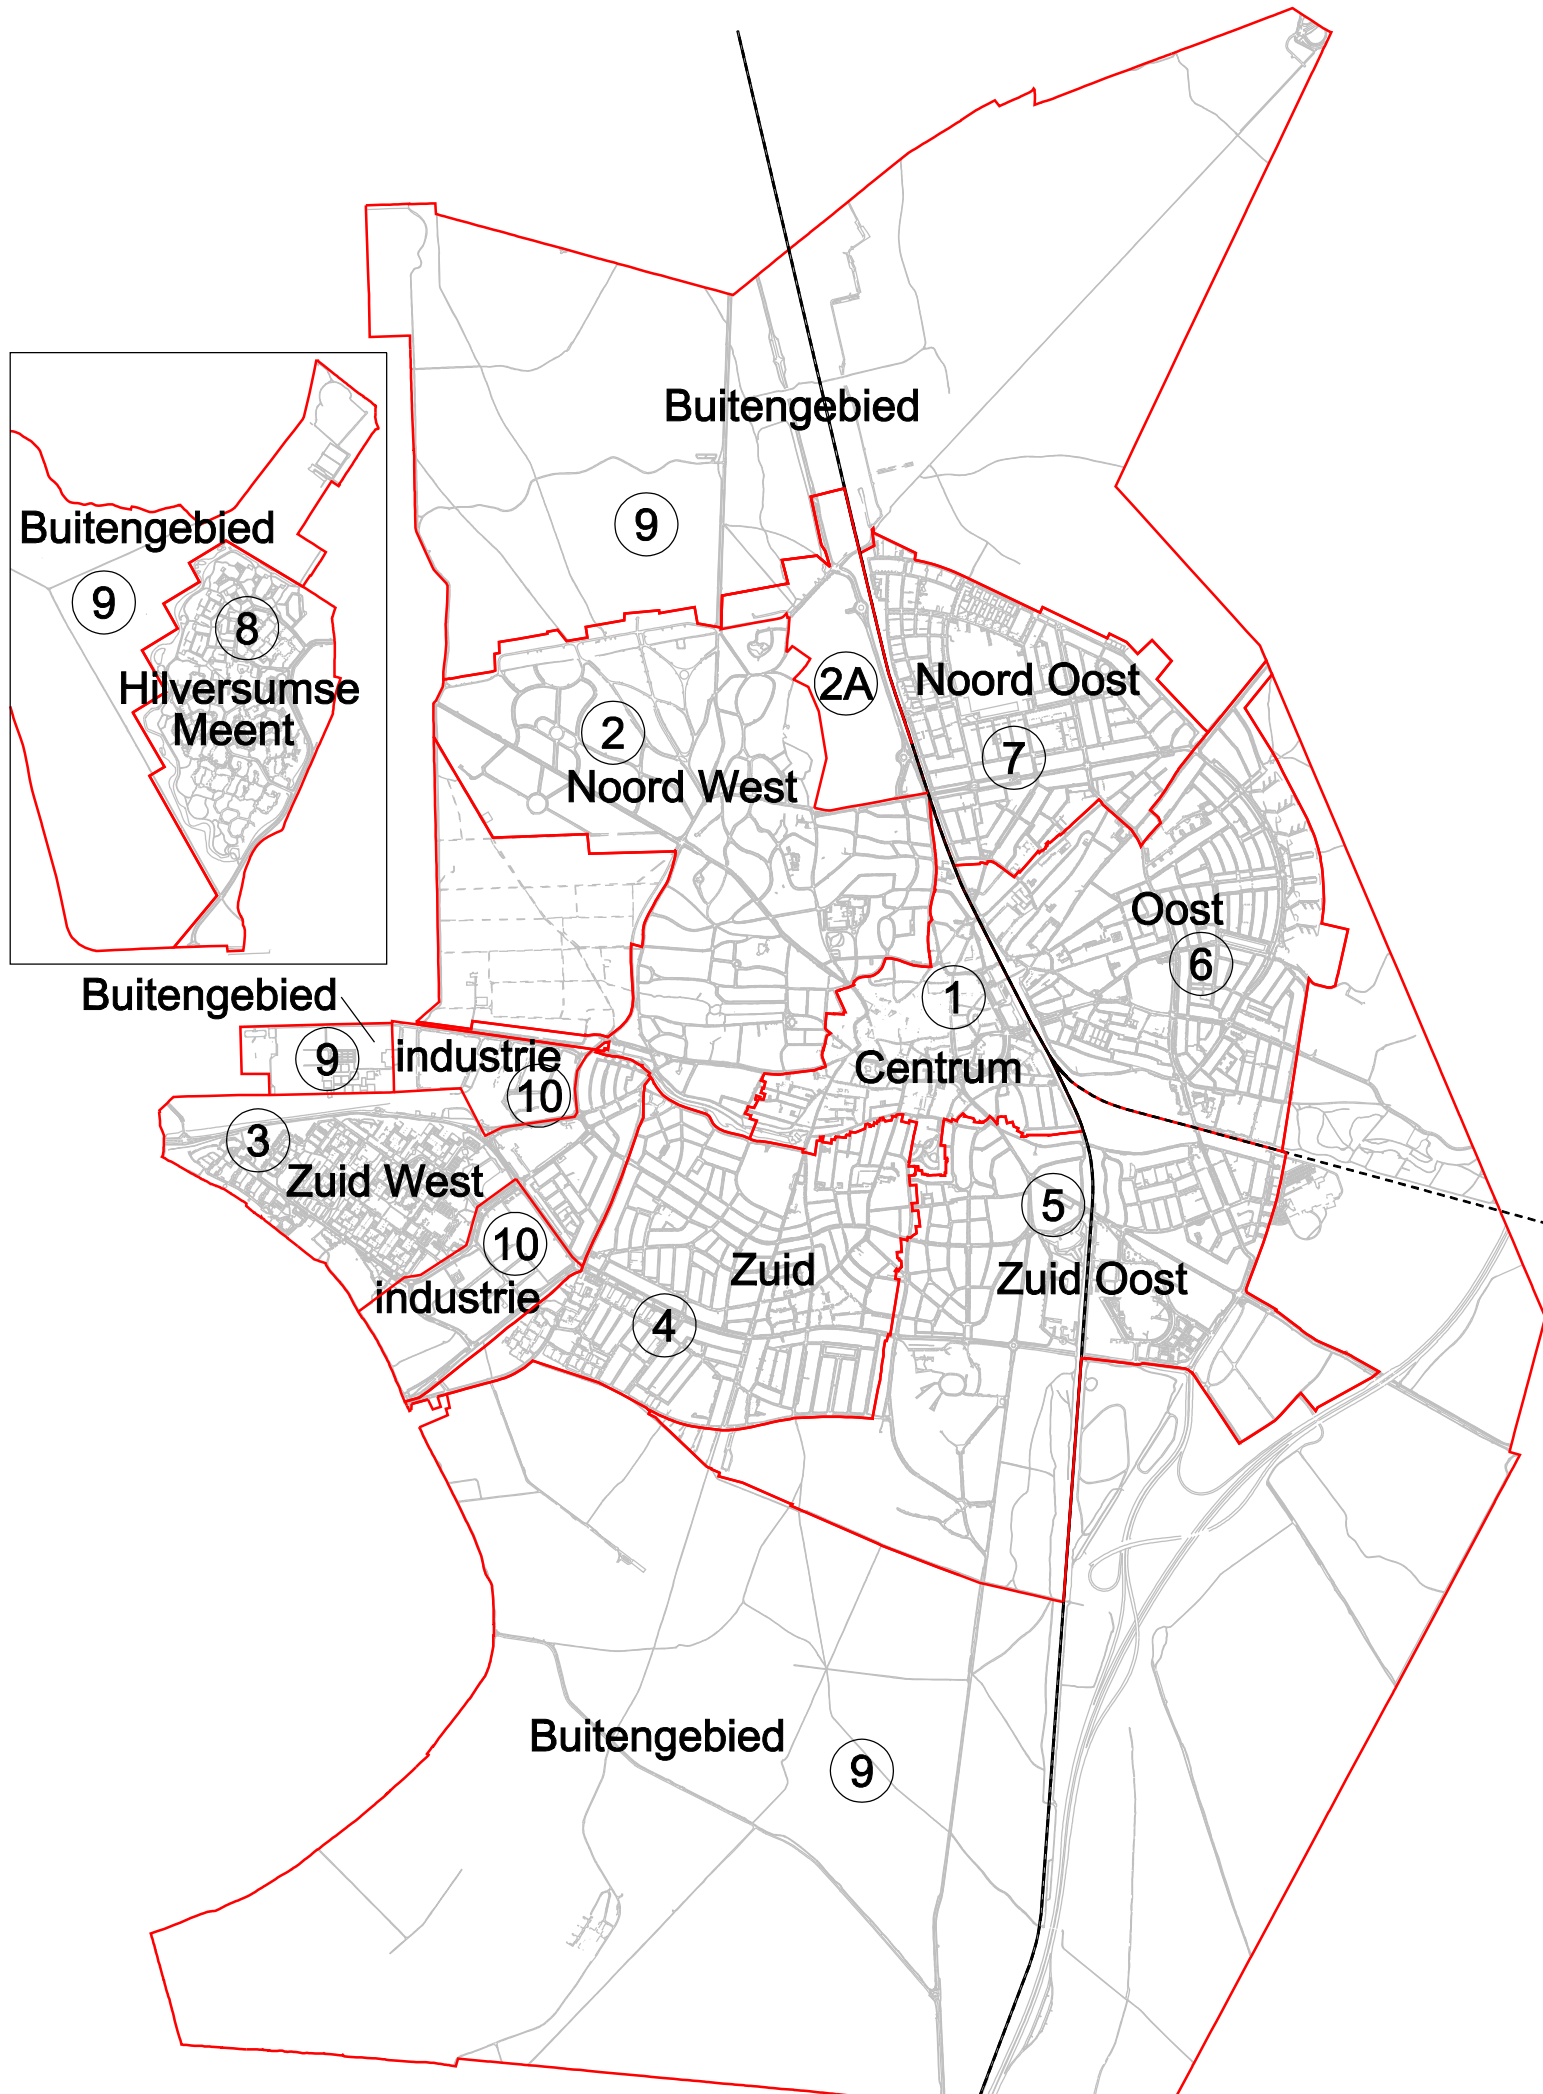 Buitengebied
9
Buitengebied
9
8
Hilversumse
Meent
2A
Noord Oost
2
Noord West
7
Oost
6
Buitengebied
1
9
industrie
10
Centrum
3
Zuid West
5
10
industrie
Zuid
Zuid Oost
4
Buitengebied
9